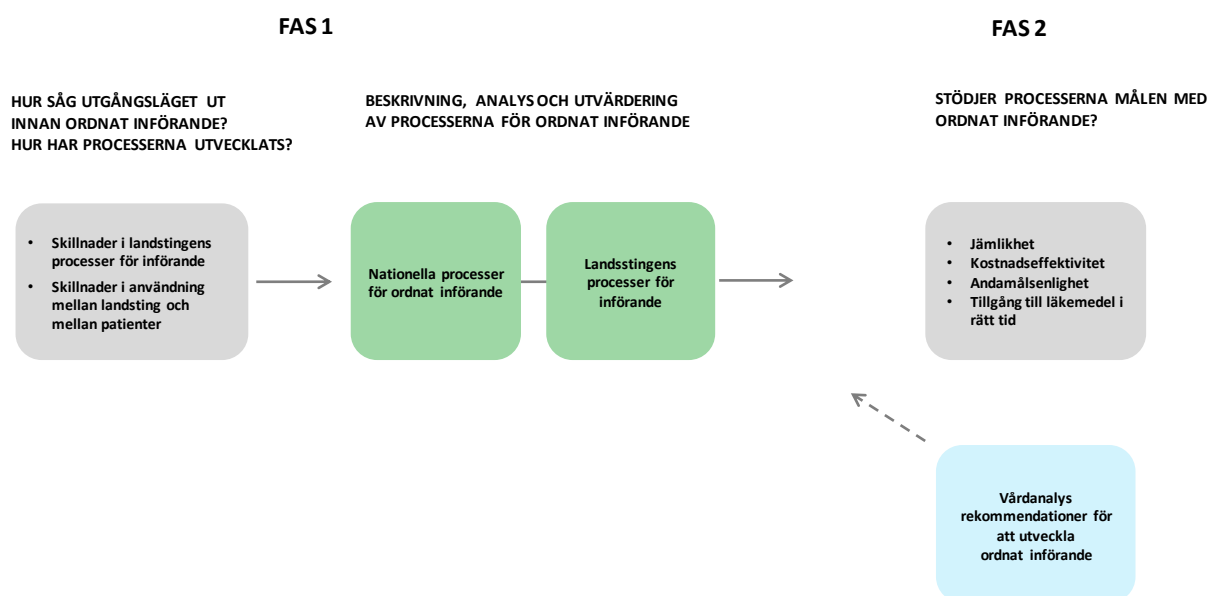 FAS 1
FAS 2
HUR SÅG UTGÅNGSLÄGET UT
INNAN ORDNAT INFÖRANDE?
HUR HAR PROCESSERNA UTVECKLATS?
BESKRIVNING, ANALYS OCH UTVÄRDERING
AV PROCESSERNA FÖR ORDNAT INFÖRANDE
STÖDJER PROCESSERNA MÅLEN MED
ORDNAT INFÖRANDE?
• Skillnader i landstingens
processer för införande
• Skillnader i användning
mellan landsting och
mellan patienter
Nationella processer
för ordnat införande
Landsstingens
processer för
införande
• Jämlikhet
• Kostnadseffektivitet
• Andamålsenlighet
• Tillgång till läkemedel i
rätt tid
Vårdanalys
rekommendationer för
att utveckla
ordnat införande